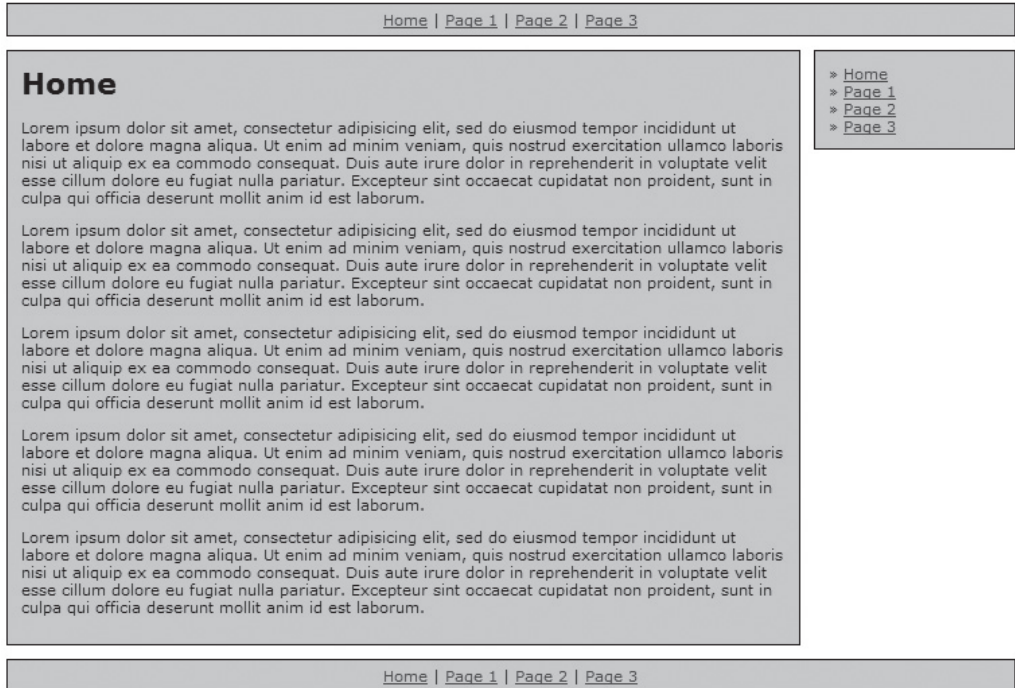 Home | Page 1 | Page 2 | Page 3
Home
Lorem ipsum dolor sit amet, consectetur adipisicing elit, sed do eiusmod tempor incididunt ut
labore et dolore magna aliqua. Ut enim ad minim veniam, quis nostrud exercitation ullamco laboris
nisi ut aliquip ex ea commodo consequat. Duis aute irure dolor in reprehenderit in voluptate velit
esse cillum dolore eu fugiat nulla pariatur. Excepteur sint occaecat cupidatat non proident, sunt in
culpa qui officia deserunt mollit anim id est laborum.
Lorem ipsum dolor sit amet, consectetur adipisicing elit, sed do eiusmod tempor incididunt ut
labore et dolore magna aliqua. Ut enim ad minim veniam, quis nostrud exercitation ullamco laboris
nisi ut aliquip ex ea commodo consequat. Duis aute irure dolor in reprehenderit in voluptate velit
esse cillum dolore eu fugiat nulla pariatur. Excepteur sint occaecat cupidatat non proident, sunt in
culpa qui officia deserunt mollit anim id est laborum.
Lorem ipsum dolor sit amet, consectetur adipisicing elit, sed do eiusmod tempor incididunt ut
labore et dolore magna aliqua. Ut enim ad minim veniam, quis nostrud exercitation ullamco laboris
nisi ut aliquip ex ea commodo consequat. Duis aute irure dolor in reprehenderit in voluptate velit
esse cillum dolore eu fugiat nulla pariatur. Excepteur sint occaecat cupidatat non proident, sunt in
culpa qui officia deserunt mollit anim id est laborum.
Lorem ipsum dolor sit amet, consectetur adipisicing elit, sed do eiusmod tempor incididunt ut
labore et dolore magna aliqua. Ut enim ad minim veniam, quis nostrud exercitation ullamco laboris
nisi ut aliquip ex ea commodo consequat. Duis aute irure dolor in reprehenderit in voluptate velit
esse cillum dolore eu fugiat nulla pariatur. Excepteur sint occaecat cupidatat non proident, sunt in
culpa qui officia deserunt mollit anim id est laborum.
Lorem ipsum dolor sit amet, consectetur adipisicing elit, sed do eiusmod tempor incididunt ut
labore et dolore magna aliqua. Ut enim ad minim veniam, quis nostrud exercitation ullamco laboris
nisi ut aliquip ex ea commodo consequat. Duis aute irure dolor in reprehenderit in voluptate velit
esse cillum dolore eu fugiat nulla pariatur. Excepteur sint occaecat cupidatat non proident, sunt in
culpa qui officia deserunt mollit anim id est laborum.
» Home
» Page 1
» Page 2
» Page 3
Home | Page 1 | Page 2 | Page 3